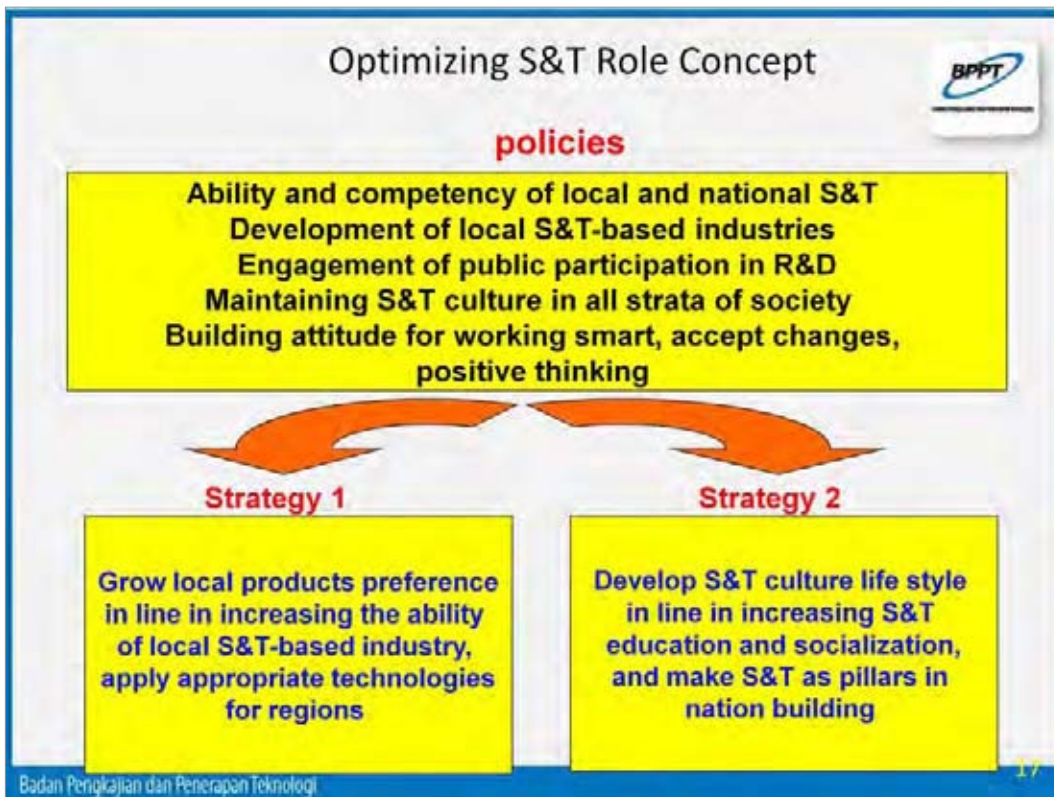 Optimizing S&T Role Concept
BPPT
policies
Ability and competency of local and national S&T
Development of local S&T-based industries
Engagement of public participation in R&D
Maintaining S&T culture in all strata of society
Building attitude for working smart, accept changes,
positive thinking
Strategy 1
Grow local products preference
in line in increasing the ability
of local S&T-based industry,
apply appropriate technologies
for regions
Strategy 2
Develop S&T culture life style
in line in increasing S&T
education and socialization,
and make S&T as pillars in
nation building
Badan Pengkajian dan Penerapan Teknologi
17